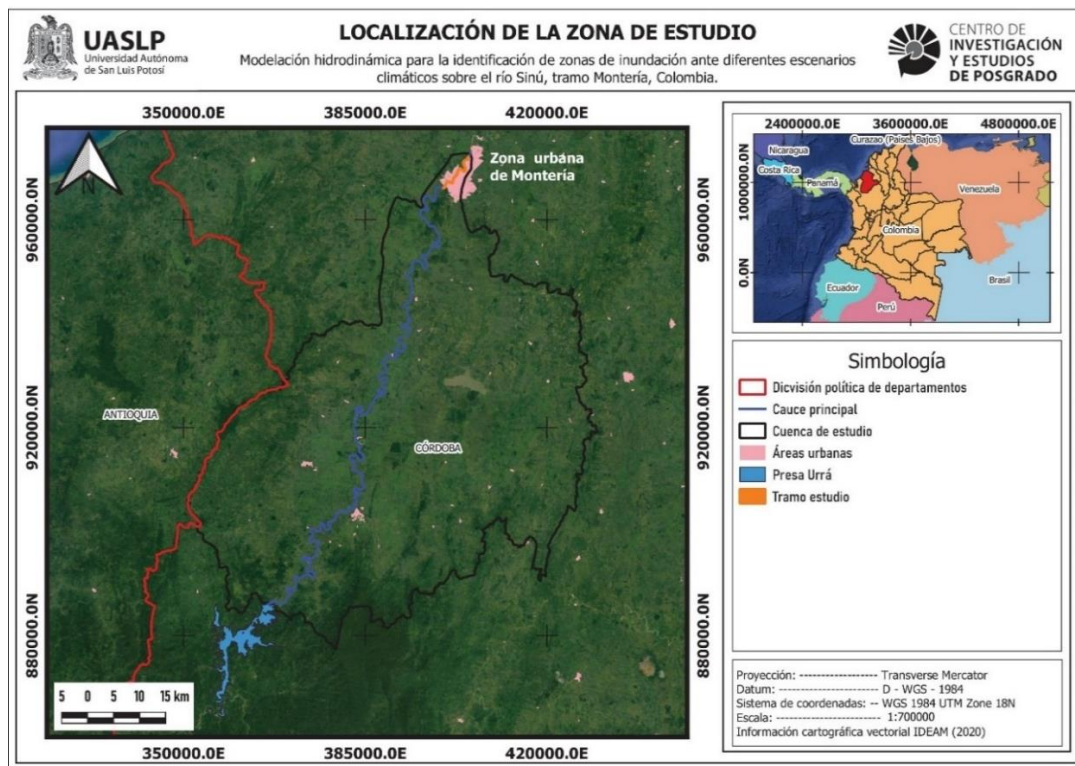 UASLP
Universidad Autónoma
de San Luis Potosí
LOCALIZACIÓN DE LA ZONA DE ESTUDIO
Modelación hidrodinámica para la identificación de zonas de inundación ante diferentes escenarios
climáticos sobre el río Sinú, tramo Montería, Colombia.
CENTRO DE
INVESTIGACIÓN
Y ESTUDIOS
DE POSGRADO
350000.0E 385000.0E 420000.0E
960000.0N
920000.0N
880000.0N
N
Zona urbana
de Montería
ANTIOQUIA
CÓRDOBA
5 0 5 10 15 km
960000.0N
920000.0N
880000.0N
350000.0E 385000.0E 420000.0E
2400000.0E 3600000.0E 4800000.0E
1000000.0N
0.0N
Curazao (Países Bajos)
Nicaragua
Costa Rica
Panamá
Venezuela
Colombia
Ecuador
Brasil
Perú
Simbología
Dicvisión política de departamentos
Cauce principal
Cuenca de estudio
Áreas urbanas
Presa Urrá
Tramo estudio
Proyección: ------------------ Transverse Mercator
Datum: ----------------------- D - WGS - 1984
Sistema de coordenadas: -- WGS 1984 UTM Zone 18N
Escala: ------------------------ 1:700000
Información cartográfica vectorial IDEAM (2020)